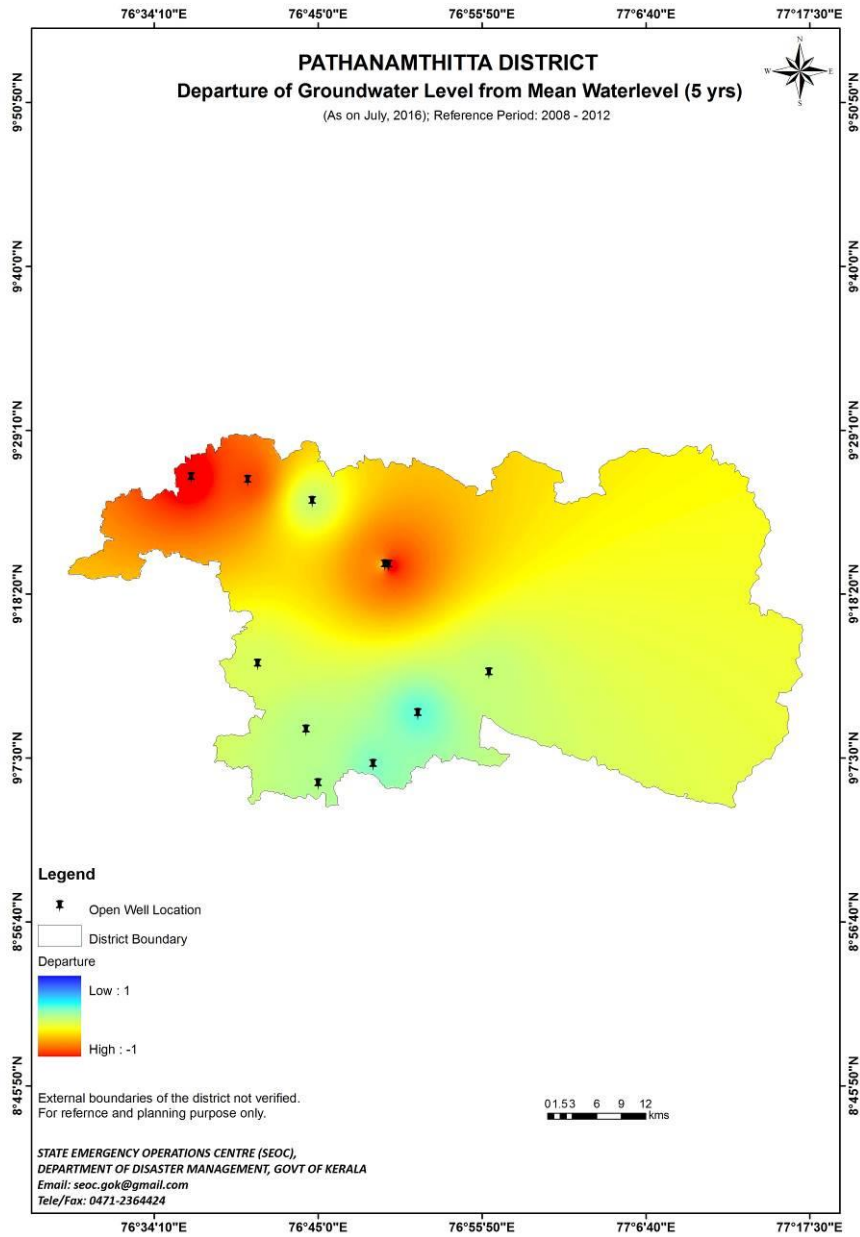 76°34'10"E 76°45'0"E 76°55'50"E 77°6'40"E 77°17'30"E
PATHANAMTHITTA DISTRICT
Departure of Groundwater Level from Mean Waterlevel (5 yrs)
(As on July, 2016); Reference Period: 2008 - 2012
N
W E
S
9°50'50"N 9°50'50"N
9°40'0"N 9°40'0"N
9°29'10"N 9°29'10"N
9°18'20"N 9°18'20"N
9°7'30"N 9°7'30"N
8°56'40"N 8°56'40"N
8°45'50"N 8°45'50"N
Legend
Open Well Location
District Boundary
Departure
Low : 1
High : -1
External boundaries of the district not verified.
For refernce and planning purpose only.
0 1.5 3 6 9 12
kms
STATE EMERGENCY OPERATIONS CENTRE (SEOC),
DEPARTMENT OF DISASTER MANAGEMENT, GOVT OF KERALA
Email: seoc.gok@gmail.com
Tele/Fax: 0471-2364424
76°34'10"E 76°45'0"E 76°55'50"E 77°6'40"E 77°17'30"E